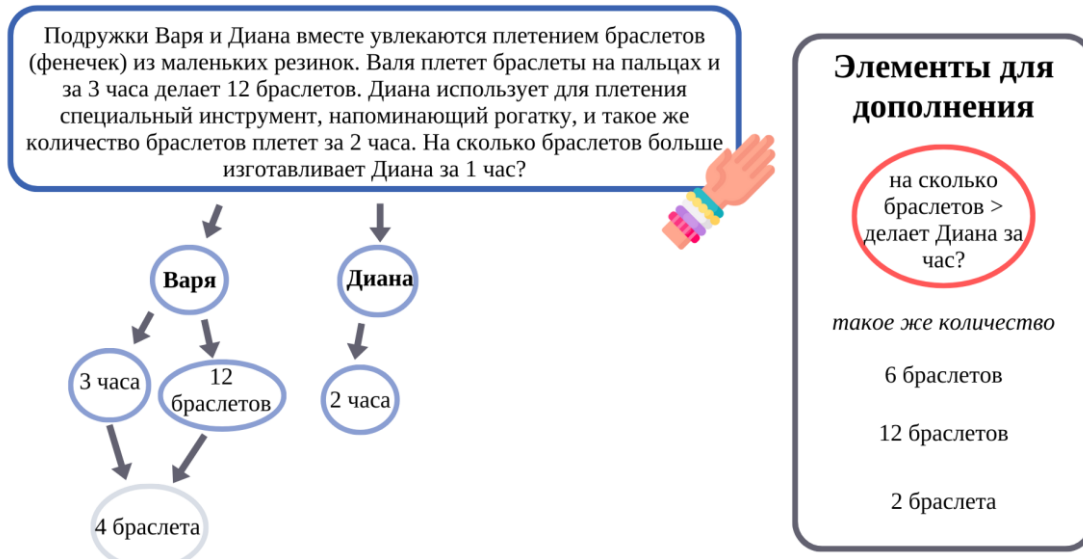 Подружки Варя и Диана вместе увлекаются плетением браслетов
(фенечек) из маленьких резинок. Валя плетет браслеты на пальцах и
за 3 часа делает 12 браслетов. Диана использует для плетения
специальный инструмент, напоминающий рогатку, и такое же
количество браслетов плетет за 2 часа. На сколько браслетов больше
изготавливает Диана за 1 час?
Варя
Диана
3 часа
12
браслетов
2 часа
4 браслета
Элементы для
дополнения
на сколько
браслетов >
делает Диана за
час?
такое же количество
6 браслетов
12 браслетов
2 браслета